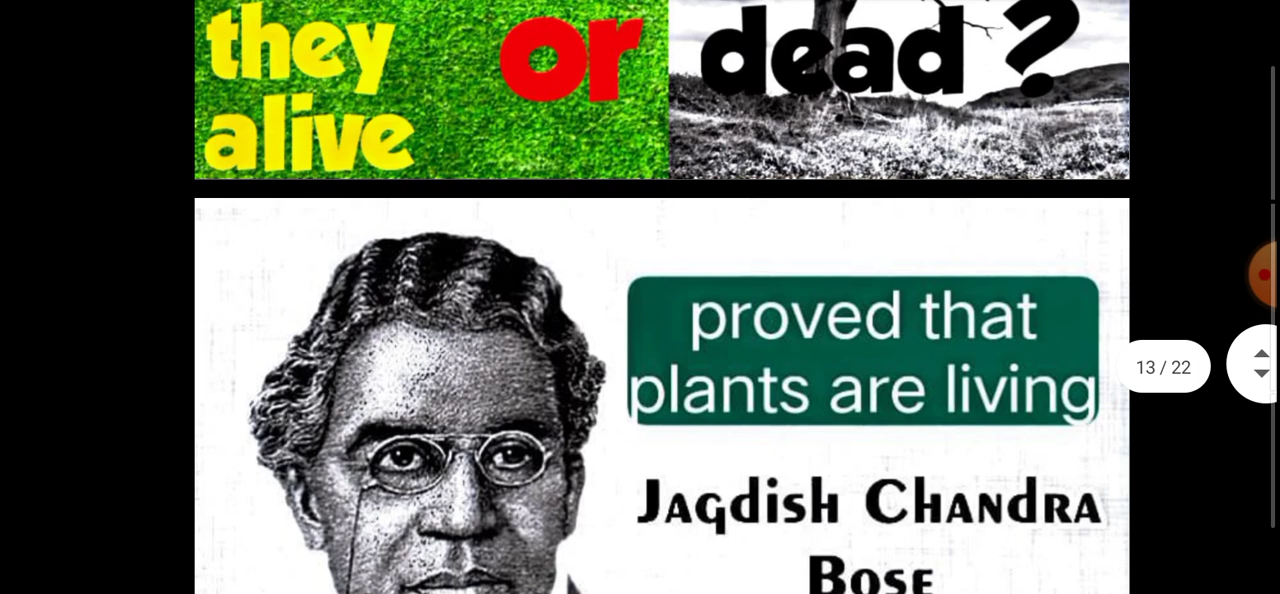 they
alive
or
dead ?
proved that
plants are living
13 / 22
Jagdish Chandra
Bose